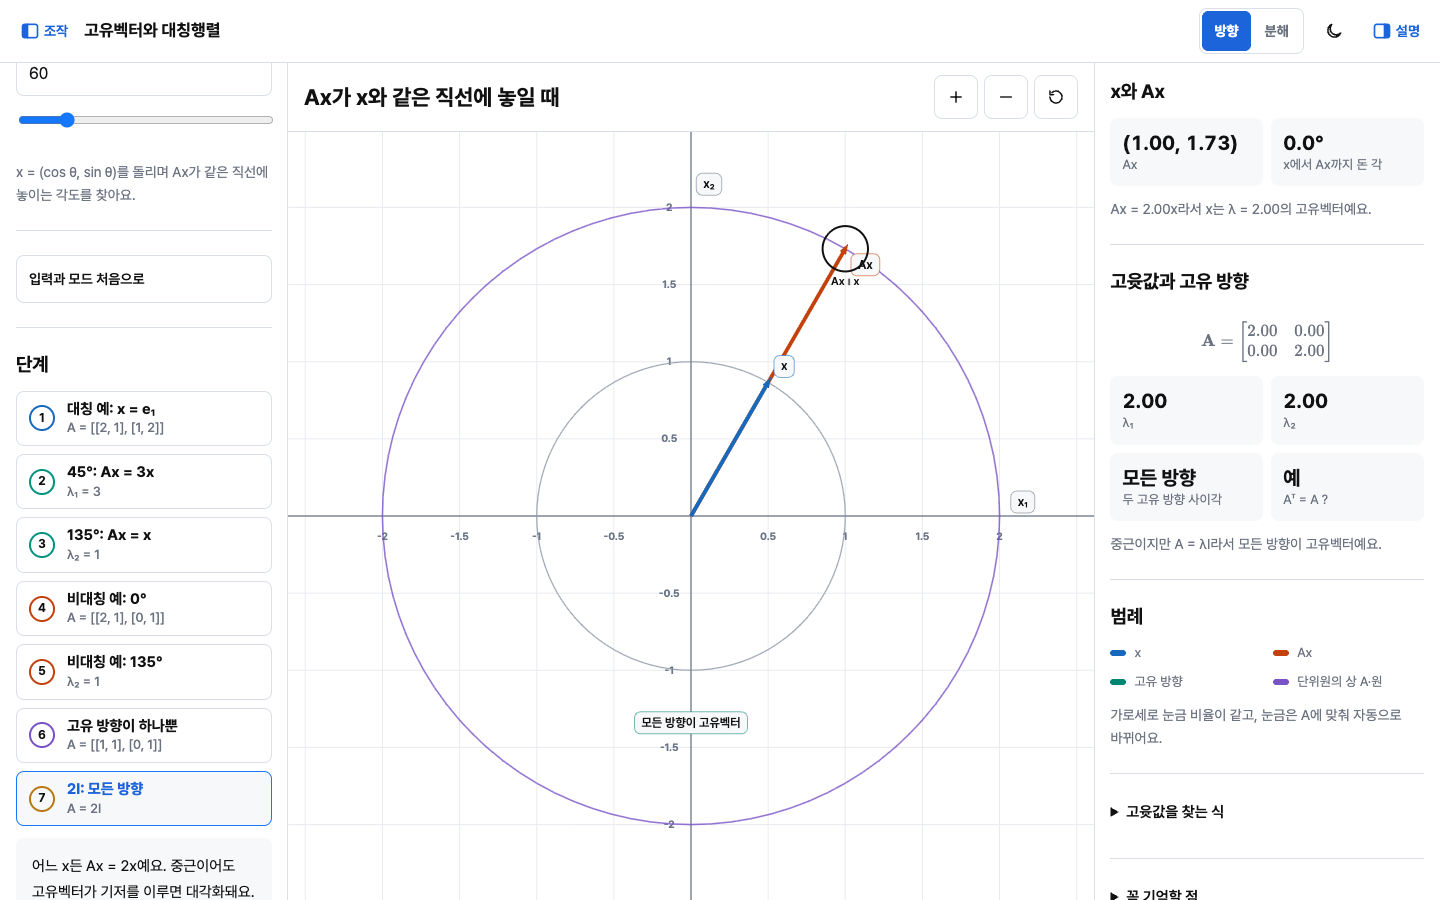 조작
고유벡터와 대칭행렬
방향
분해
설명
60
x = (cos θ, sin θ)를 돌리며 Ax가 같은 직선에
놓이는 각도를 찾아요.
입력과 모드 처음으로
단계
1
대칭 예: x = e₁
A = [[2, 1], [1, 2]]
2
45°: Ax = 3x
λ₁ = 3
3
135°: Ax = x
λ₂ = 1
4
비대칭 예: 0°
A = [[2, 1], [0, 1]]
5
비대칭 예: 135°
λ₂ = 1
6
고유 방향이 하나뿐
A = [[1, 1], [0, 1]]
7
2I: 모든 방향
A = 2I
어느 x든 Ax = 2x예요. 중근이어도
고유벡터가 기저를 이루면 대각화돼요.
Ax가 x와 같은 직선에 놓일 때
x₂
2
Ax
Ax ∥ x
1.5
x
1
0.5
x₁
-2
-1.5
-1
-0.5
0.5
1
1.5
2
-0.5
-1
모든 방향이 고유벡터
-1.5
-2
x와 Ax
(1.00, 1.73)
Ax
0.0°
x에서 Ax까지 돈 각
Ax = 2.00x라서 x는 λ = 2.00의 고유벡터예요.
고윳값과 고유 방향
A = [2.00 0.00
0.00 2.00]
2.00
λ₁
2.00
λ₂
모든 방향
두 고유 방향 사이각
예
Aᵀ = A ?
중근이지만 A = λI라서 모든 방향이 고유벡터예요.
범례
x
Ax
고유 방향
단위원의 상 A·원
가로세로 눈금 비율이 같고, 눈금은 A에 맞춰 자동으로
바뀌어요.
고윳값을 찾는 식
꼭 기억할 점